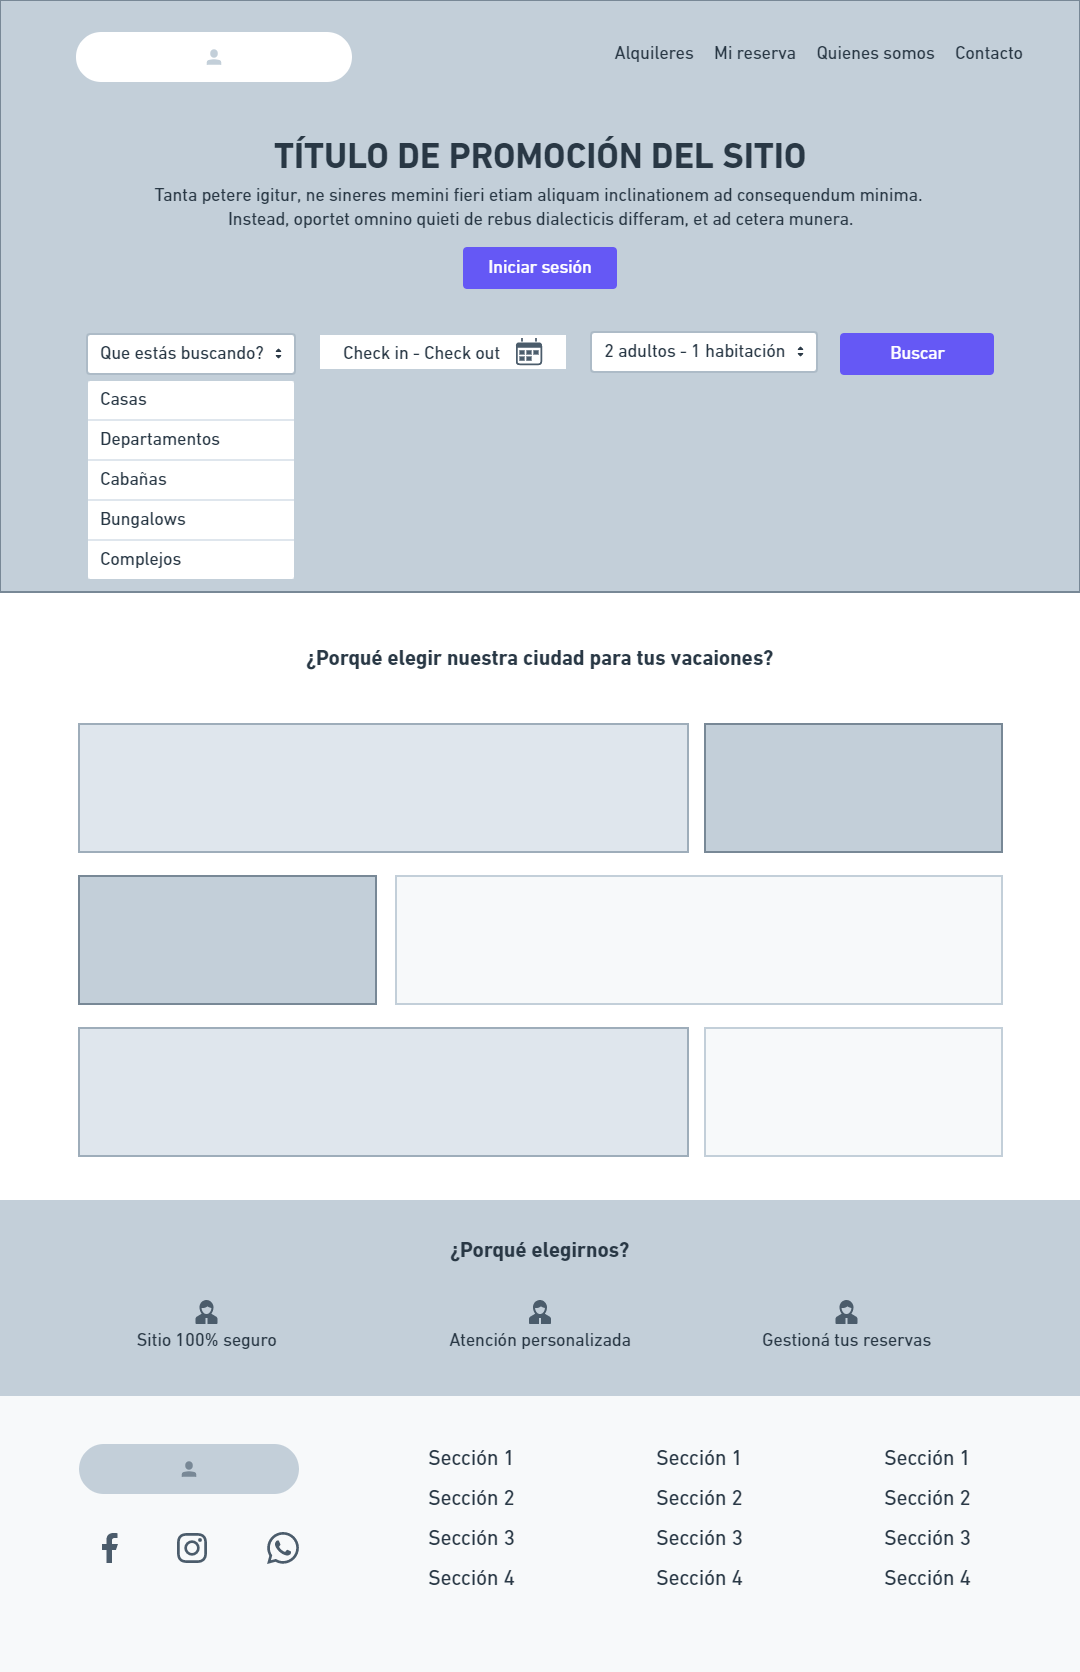 Alquileres Mi reserva Quienes somos Contacto
TÍTULO DE PROMOCIÓN DEL SITIO
Tanta petere igitur, ne sineres memini fieri etiam aliquam inclinationem ad consequendum minima.
Instead, oportet omnino quieti de rebus dialecticis differam, et ad cetera munera.
Iniciar sesión
Que estás buscando? Check in - Check out 2 adultos - 1 habitación Buscar
Casas
Departamentos
Cabañas
Bungalows
Complejos
¿Porqué elegir nuestra ciudad para tus vacaiones?
¿Porqué elegirnos?
Sitio 100% seguro Atención personalizada Gestioná tus reservas
Sección 1 Sección 1 Sección 1
Sección 2 Sección 2 Sección 2
Sección 3 Sección 3 Sección 3
Sección 4 Sección 4 Sección 4